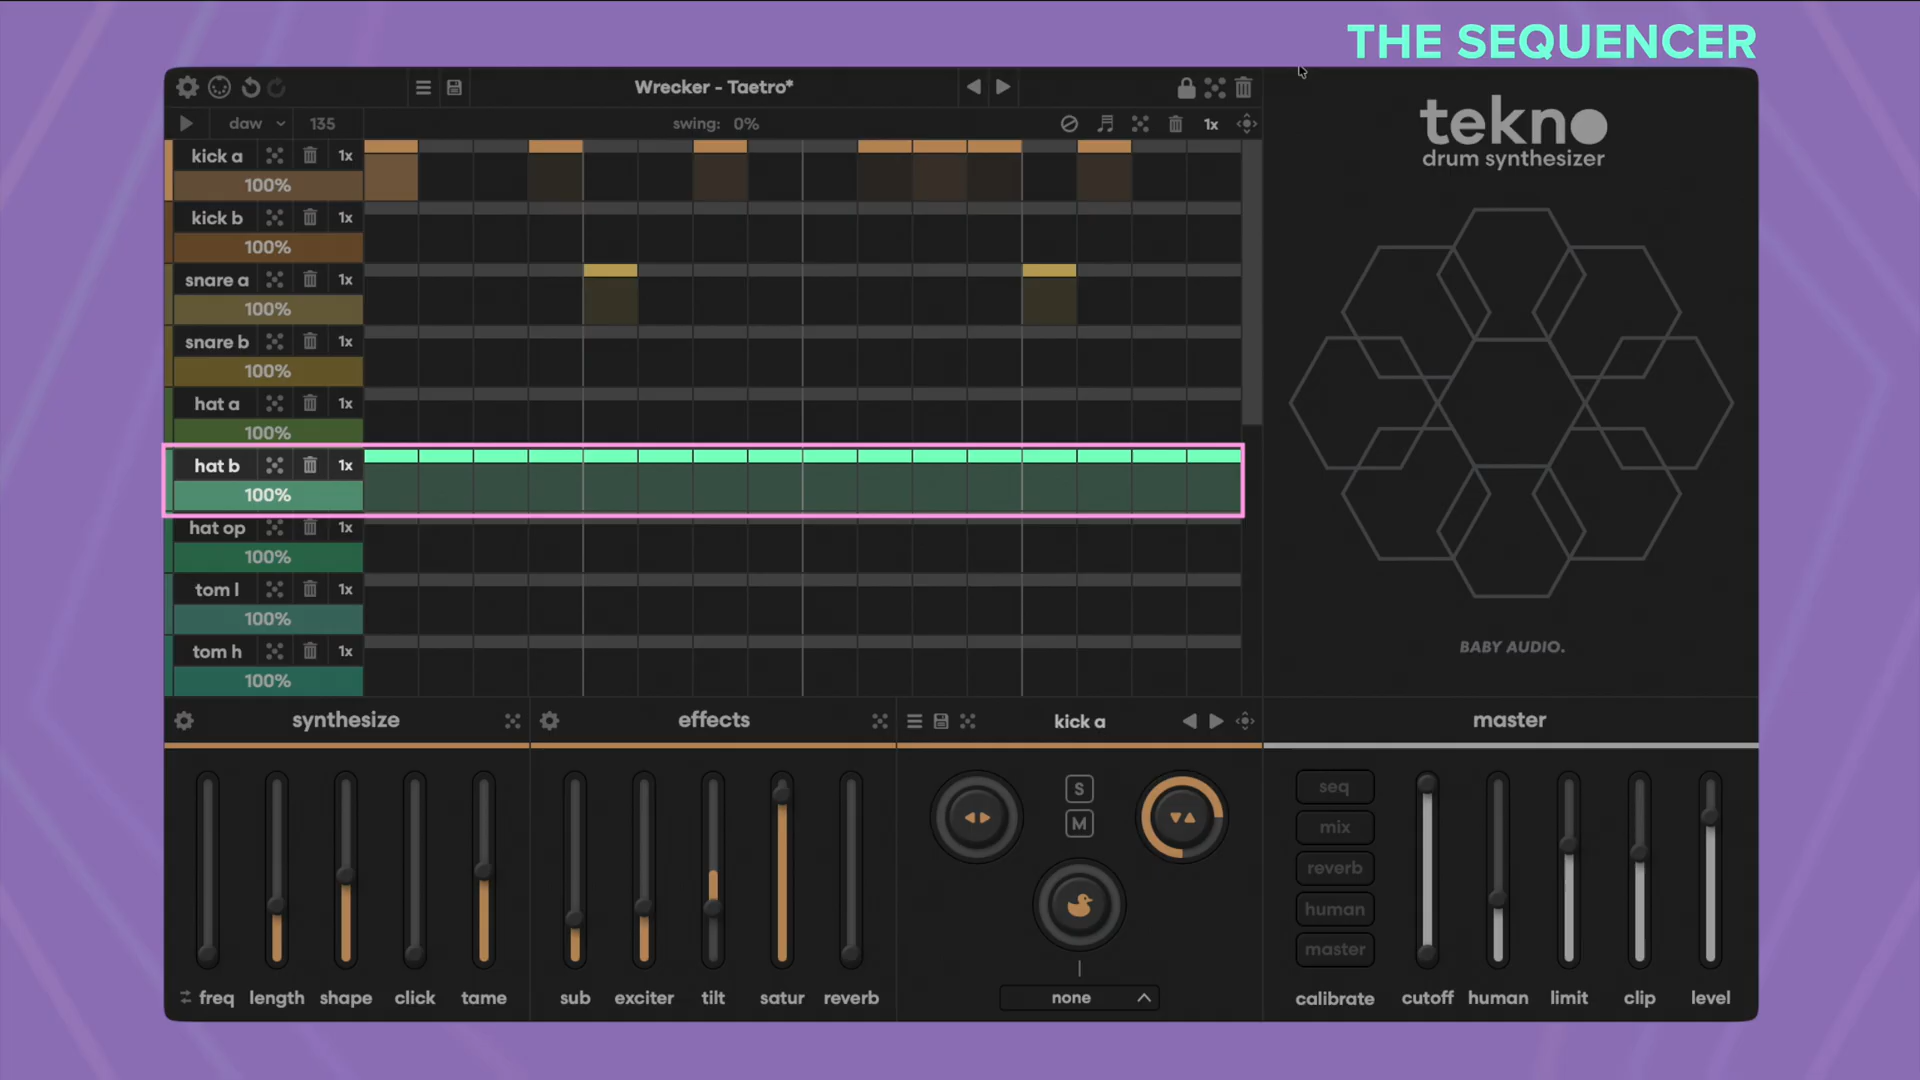 THE SEQUENCER
Wrecker - Taetro*
daw 135 swing: 0% 1x
tekno
drum synthesizer
kick a 1x
100%
kick b 1x
100%
snare a 1x
100%
snare b 1x
100%
hat a 1x
100%
hat b 1x
100%
hat op 1x
100%
tom l 1x
100%
tom h 1x
100%
BABY AUDIO.
synthesize effects kick a master
S
M
seq
mix
reverb
human
master
none
freq length shape click tame sub exciter tilt satur reverb calibrate cutoff human limit clip level